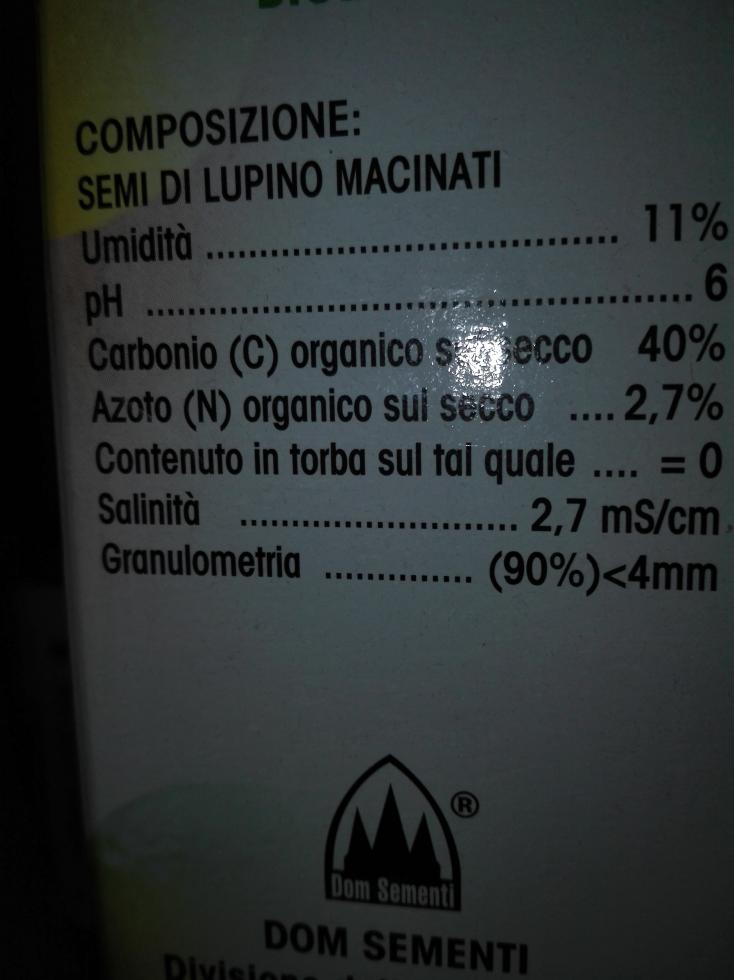 COMPOSIZIONE:
SEMI DI LUPINO MACINATI
Umidità ................................... 11%
pH ............................................... 6
Carbonio (C) organico secco 40%
Azoto (N) organico sul secco .... 2,7%
Contenuto in torba sul tal quale .... = 0
Salinità ......................... 2,7 mS/cm
Granulometria .............. (90%)<4mm
®
Dom Sementi
DOM SEMENTI